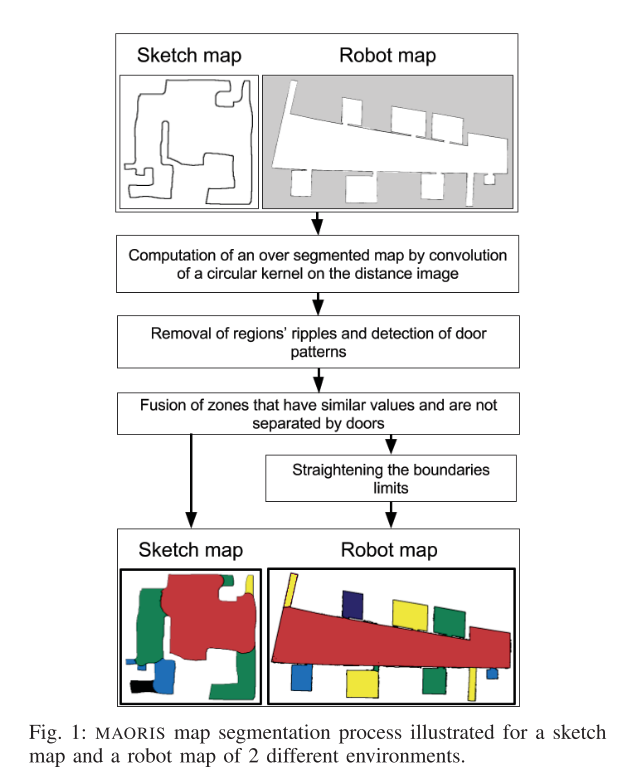 Sketch map
Robot map
Computation of an over segmented map by convolution
of a circular kernel on the distance image
Removal of regions' ripples and detection of door
patterns
Fusion of zones that have similar values and are not
separated by doors
Straightening the boundaries
limits
Sketch map
Robot map
Fig. 1: MAORIS map segmentation process illustrated for a sketch
map and a robot map of 2 different environments.